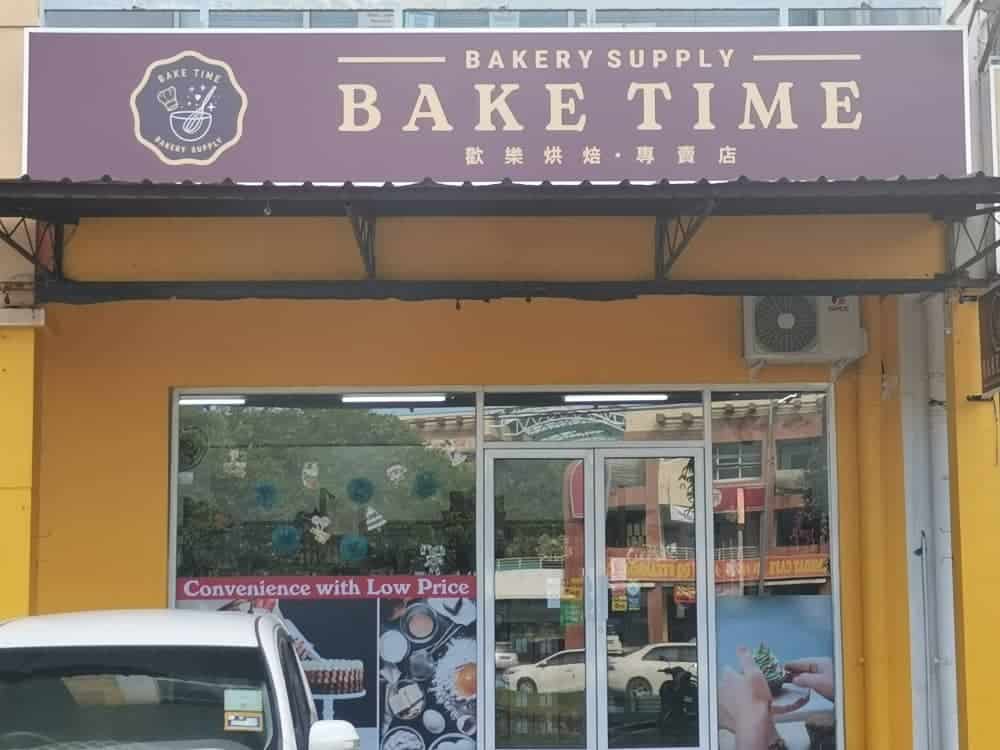 BAKE TIME
BAKERY SUPPLY
BAKERY SUPPLY
BAKE TIME
歡樂烘焙·專賣店
Convenience with Low Price